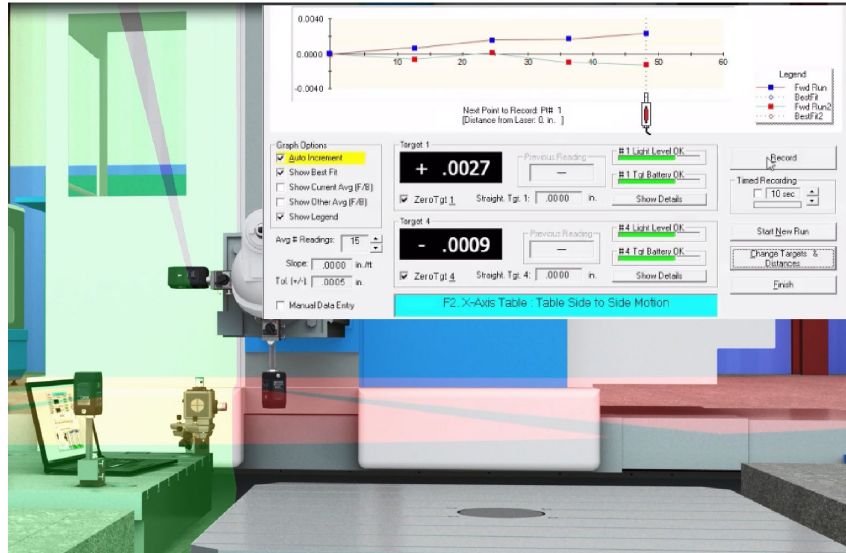 0.0040
0.0000
-0.0040
10 20 30 40 50 60
Next Point to Record: Pt# 1
[Distance from Laser: 0. in. ]
Legend
Fwd Run
BestFit
Fwd Run2
BestFit2
Graph Options
Auto Increment
Show Best Fit
Show Current Avg (F/B)
Show Other Avg (F/B)
Show Legend
Avg # Readings: 15
Slope: .0000 in./ft
Tol. (+/-): .0005 in.
Manual Data Entry
Target 1
+ .0027
Previous Reading
—
#1 Light Level OK
#1 Tgt Battery OK
ZeroTgt 1 Straight. Tgt. 1: .0000 in.
Show Details
Target 4
- .0009
Previous Reading
—
#4 Light Level OK
#4 Tgt Battery OK
ZeroTgt 4 Straight. Tgt. 4: .0000 in.
Show Details
F2. X-Axis Table : Table Side to Side Motion
Record
Timed Recording
10 sec
Start New Run
Change Targets &
Distances
Finish